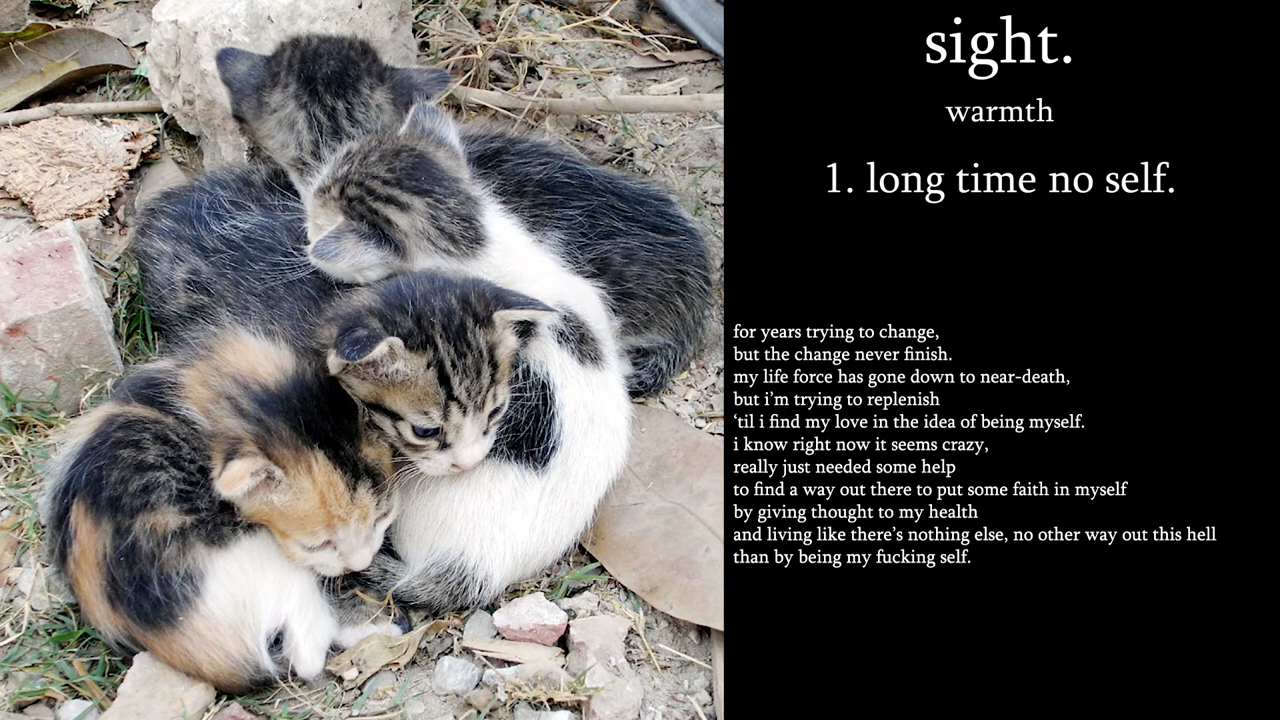 sight.
warmth
1. long time no self.
for years trying to change,
but the change never finish.
my life force has gone down to near-death,
but i’m trying to replenish
‘til i find my love in the idea of being myself.
i know right now it seems crazy,
really just needed some help
to find a way out there to put some faith in myself
by giving thought to my health
and living like there’s nothing else, no other way out this hell
than by being my fucking self.